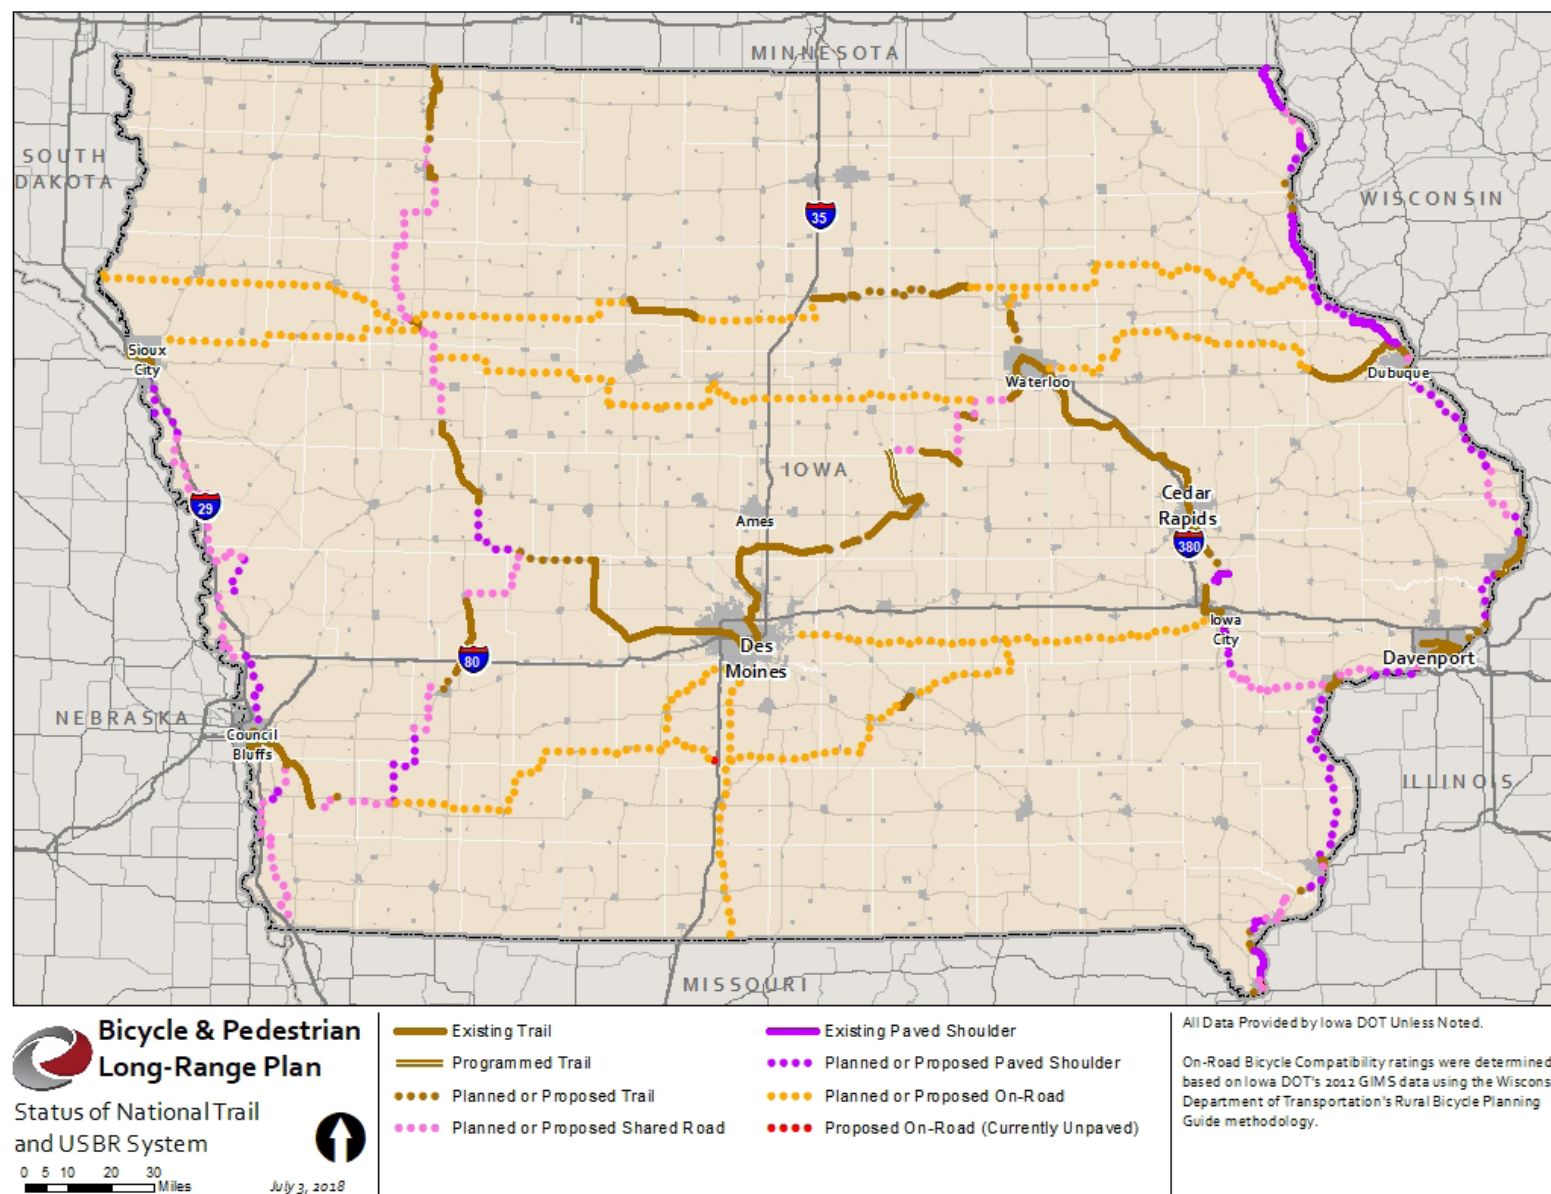 MINNESOTA
SOUTH
DAKOTA
WISCONSIN
35
Sioux
City
Waterloo
Dubuque
IOWA
29
Ames
Cedar
Rapids
380
Iowa
City
Des
Moines
80
Davenport
NEBRASKA
Council
Bluffs
ILLINOIS
MISSOURI
Bicycle & Pedestrian
Long-Range Plan
Status of National Trail
and USBR System
0 5 10 20 30
Miles
July 3, 2018
Existing Trail
Programmed Trail
Planned or Proposed Trail
Planned or Proposed Shared Road
Existing Paved Shoulder
Planned or Proposed Paved Shoulder
Planned or Proposed On-Road
Proposed On-Road (Currently Unpaved)
All Data Provided by Iowa DOT Unless Noted.
On-Road Bicycle Compatibility ratings were determined
based on Iowa DOT's 2012 GIMS data using the Wiscons
Department of Transportation's Rural Bicycle Planning
Guide methodology.